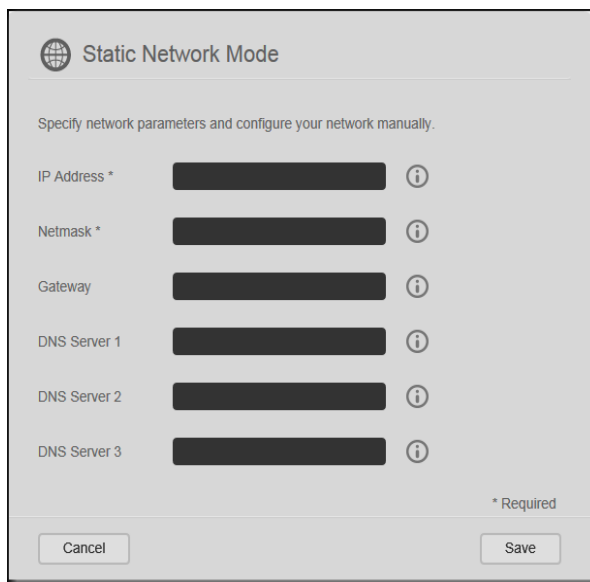 Static Network Mode
Specify network parameters and configure your network manually.
IP Address *
Netmask *
Gateway
DNS Server 1
DNS Server 2
DNS Server 3
* Required
Cancel
Save